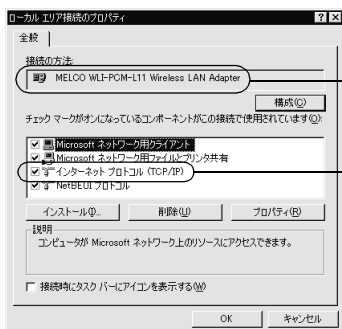 ローカル エリア接続のプロパティ
全般
接続の方法:
MELCO WLI-PCM-L11 Wireless LAN Adapter
構成(C)
チェック マークがオンになっているコンポーネントがこの接続で使用されています(O):
Microsoft ネットワーク用クライアント
Microsoft ネットワーク用ファイルとプリンタ共有
インターネット プロトコル (TCP/IP)
NetBEUI プロトコル
インストール(I)...
削除(U)
プロパティ(R)
説明
コンピュータが Microsoft ネットワーク上のリソースにアクセスできます。
接続時にタスク バーにアイコンを表示する(W)
OK
キャンセル